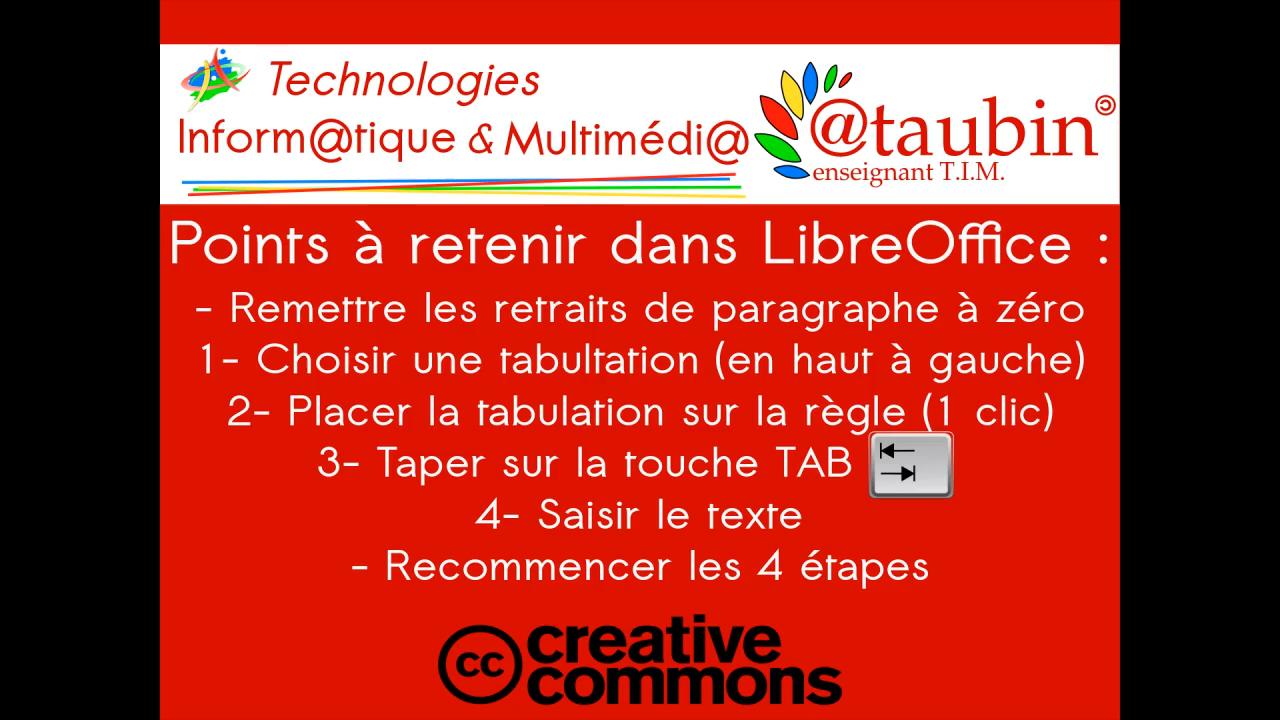 Technologies
Inform@tique & Multimédi@
@taubin
enseignant T.I.M.
Points à retenir dans LibreOffice :
- Remettre les retraits de paragraphe à zéro
1- Choisir une tabultation (en haut à gauche)
2- Placer la tabulation sur la règle (1 clic)
3- Taper sur la touche TAB
4- Saisir le texte
- Recommencer les 4 étapes
cc creative
commons